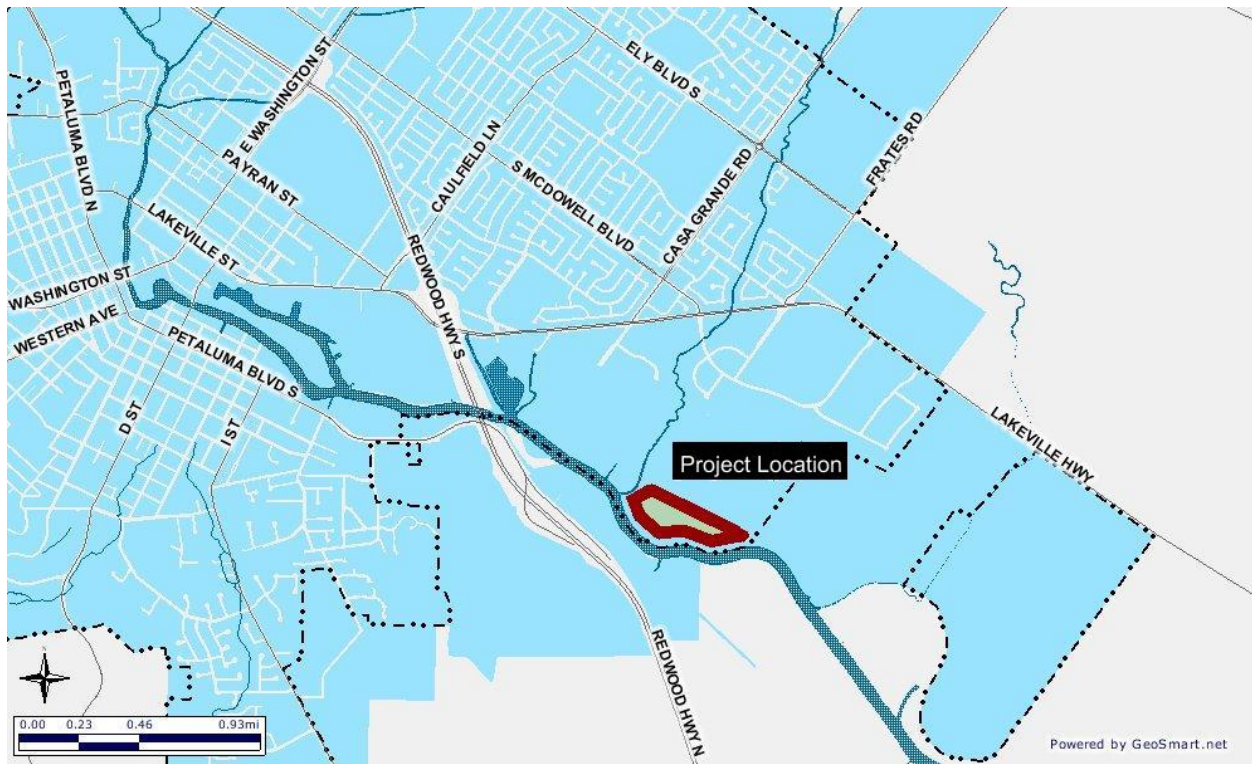 ELY BLVD S
E WASHINGTON ST
PETALUMA BLVD N
CAULFIELD LN
FRATES RD
PAYRAN ST
S MCDOWELL BLVD
CASA GRANDE RD
LAKEVILLE ST
REDWOOD HWY S
WASHINGTON ST
WESTERN AVE
PETALUMA BLVD S
D ST
I ST
LAKEVILLE HWY
Project Location
REDWOOD HWY N
N
0.00 0.23 0.46 0.93mi
Powered by GeoSmart.net